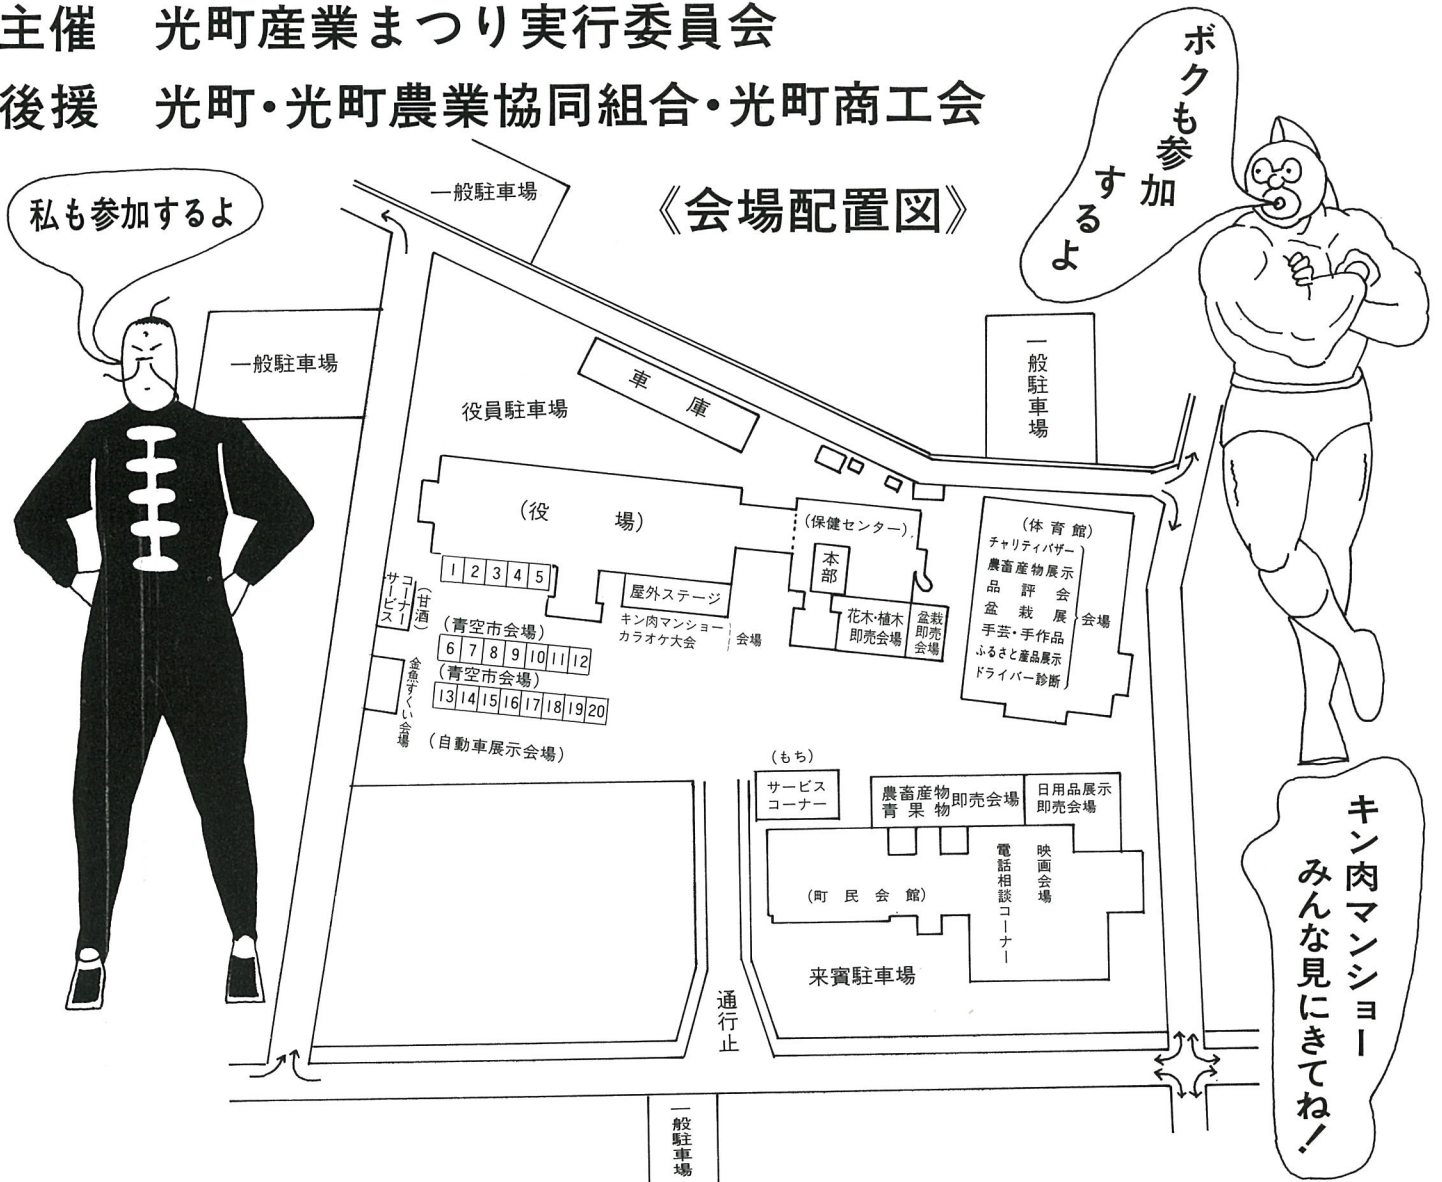 主催　光町産業まつり実行委員会
後援　光町・光町農業協同組合・光町商工会
《会場配置図》
ボクも参加
するよ
私も参加するよ
一般駐車場
一般駐車場
一般駐車場
役員駐車場
車庫
（役　場）
（保健センター）
本部
（体育館）
チャリティバザー
農畜産物展示
品評会
盆栽展
手芸・手作品
ふるさと産品展示
ドライバー診断
会場
1 2 3 4 5
屋外ステージ
キン肉マンショー
カラオケ大会
会場
花木・植木
即売会場
盆栽
即売
会場
（甘酒）
コーナー
サービス
（青空市会場）
6 7 8 9 10 11 12
（青空市会場）
13 14 15 16 17 18 19 20
金魚すくい会場
（自動車展示会場）
（もち）
サービス
コーナー
農畜産物
青果物
即売会場
日用品展示
即売会場
（町民会館）
映画会場
電話相談コーナー
来賓駐車場
通行止
一般駐車場
キン肉マンショー
みんな見にきてね！